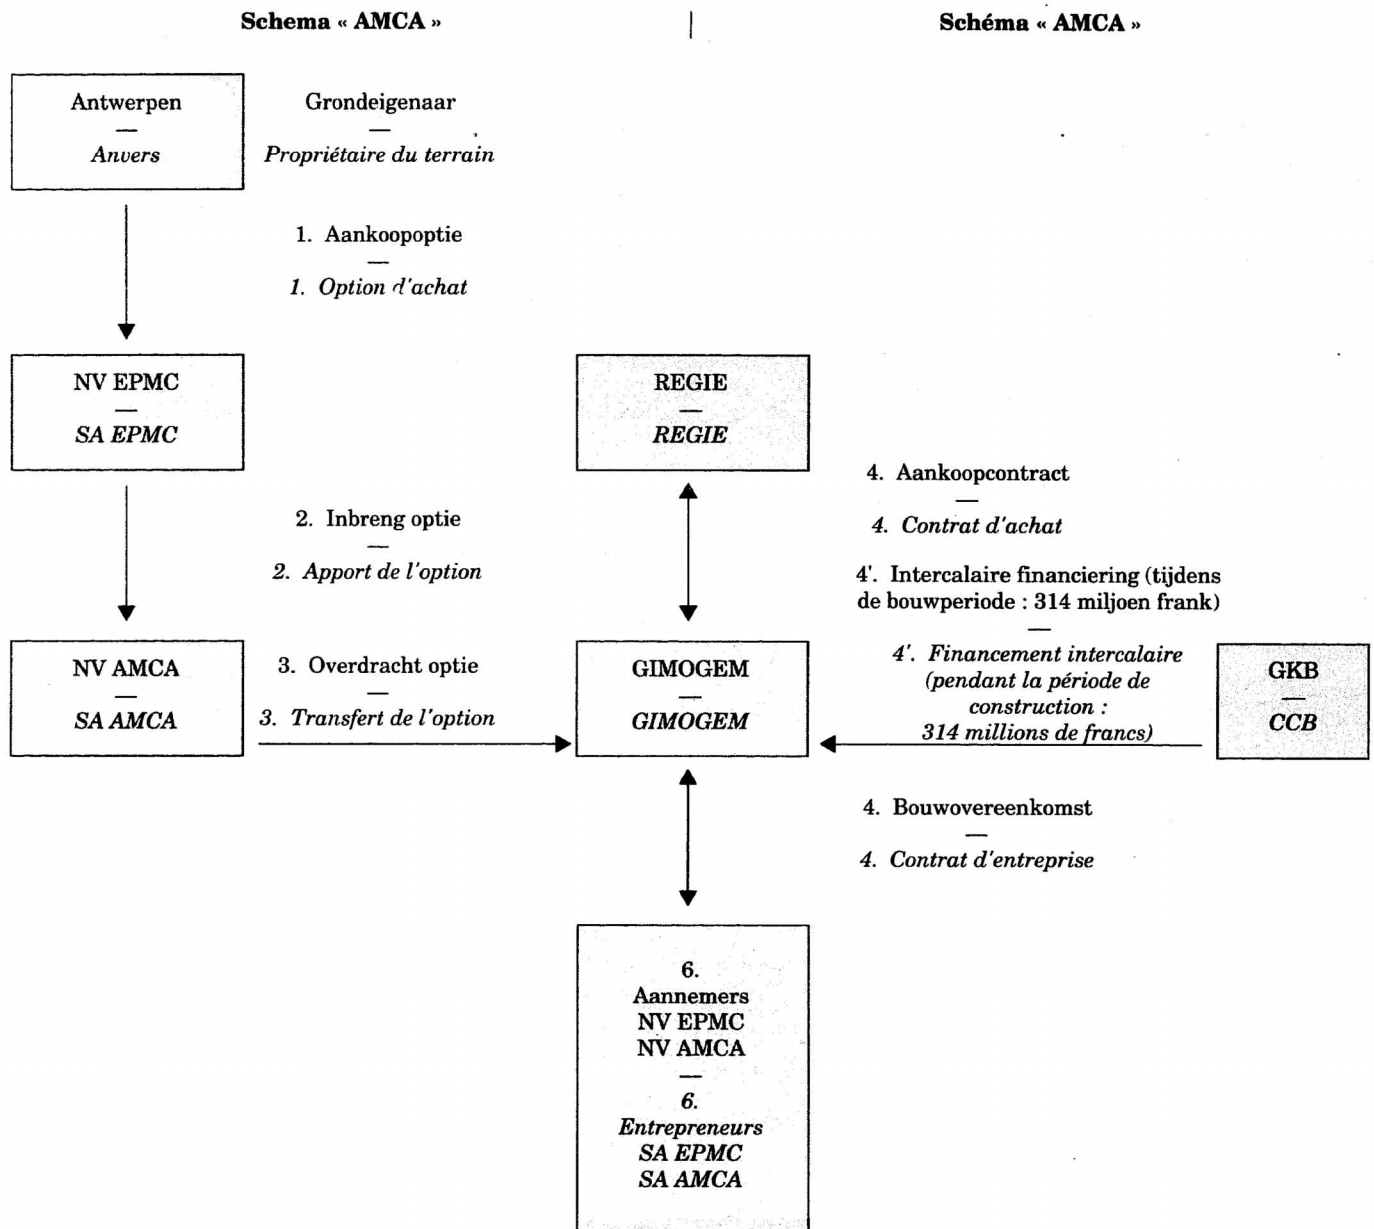 Schema « AMCA »
Schéma « AMCA »
Antwerpen
—
Anvers
Grondeigenaar
—
Propriétaire du terrain
1. Aankoopoptie
—
1. Option d'achat
NV EPMC
—
SA EPMC
REGIE
—
REGIE
2. Inbreng optie
—
2. Apport de l'option
4. Aankoopcontract
—
4. Contrat d'achat
4'. Intercalaire financiering (tijdens
de bouwperiode : 314 miljoen frank)
—
4'. Financement intercalaire
(pendant la période de
construction :
314 millions de francs)
NV AMCA
—
SA AMCA
3. Overdracht optie
—
3. Transfert de l'option
GIMOGEM
—
GIMOGEM
GKB
—
CCB
4. Bouwovereenkomst
—
4. Contrat d'entreprise
6.
Aannemers
NV EPMC
NV AMCA
—
6.
Entrepreneurs
SA EPMC
SA AMCA